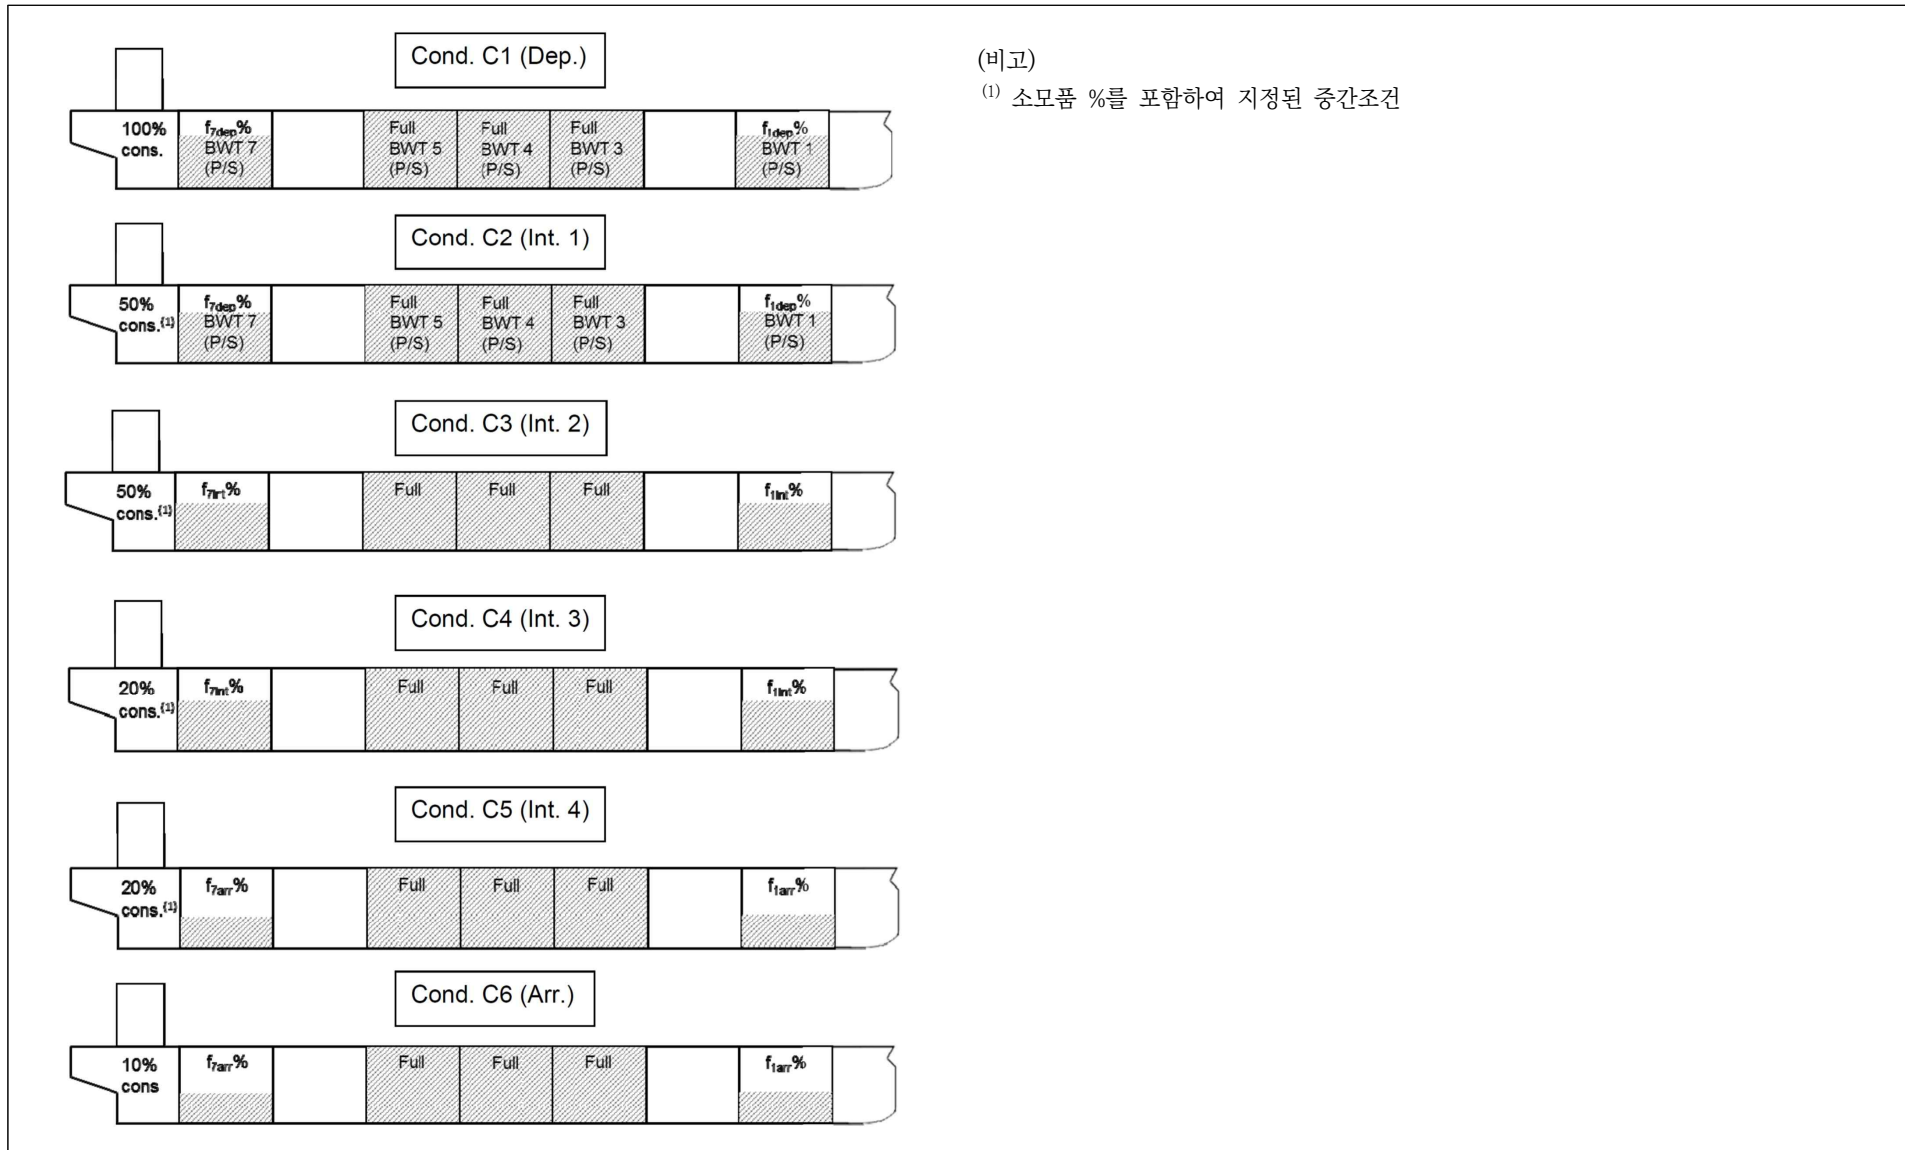 Cond. C1 (Dep.)
100%
cons.
f7dep%
BWT 7
(P/S)
Full
BWT 5
(P/S)
Full
BWT 4
(P/S)
Full
BWT 3
(P/S)
f1dep%
BWT 1
(P/S)
Cond. C2 (Int. 1)
50%
cons.(1)
f7dep%
BWT 7
(P/S)
Full
BWT 5
(P/S)
Full
BWT 4
(P/S)
Full
BWT 3
(P/S)
f1dep%
BWT 1
(P/S)
Cond. C3 (Int. 2)
50%
cons.(1)
f7int%
Full
Full
Full
f1int%
Cond. C4 (Int. 3)
20%
cons.(1)
f7int%
Full
Full
Full
f1int%
Cond. C5 (Int. 4)
20%
cons.(1)
f7arr%
Full
Full
Full
f1arr%
Cond. C6 (Arr.)
10%
cons
f7arr%
Full
Full
Full
f1arr%
(비고)
(1) 소모품 %를 포함하여 지정된 중간조건